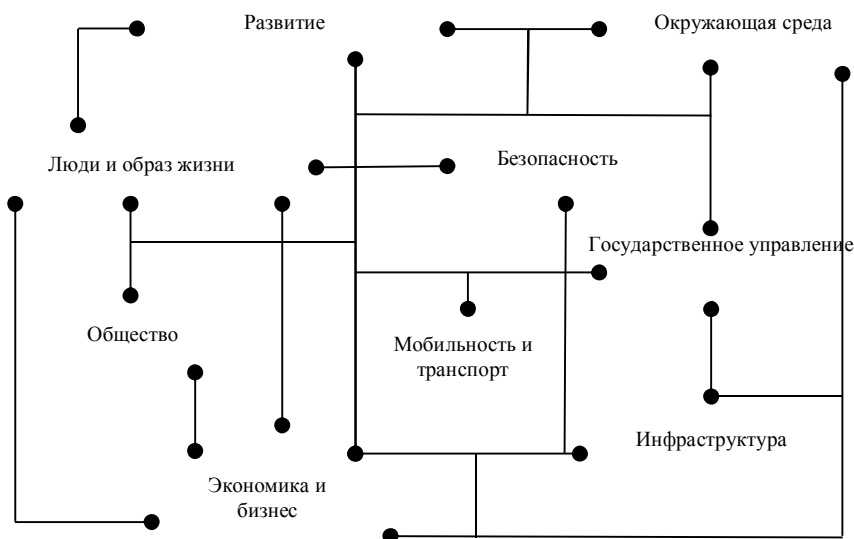 Развитие
Окружающая среда
Безопасность
Люди и образ жизни
Государственное управление
Общество
Мобильность и
транспорт
Инфраструктура
Экономика и
бизнес